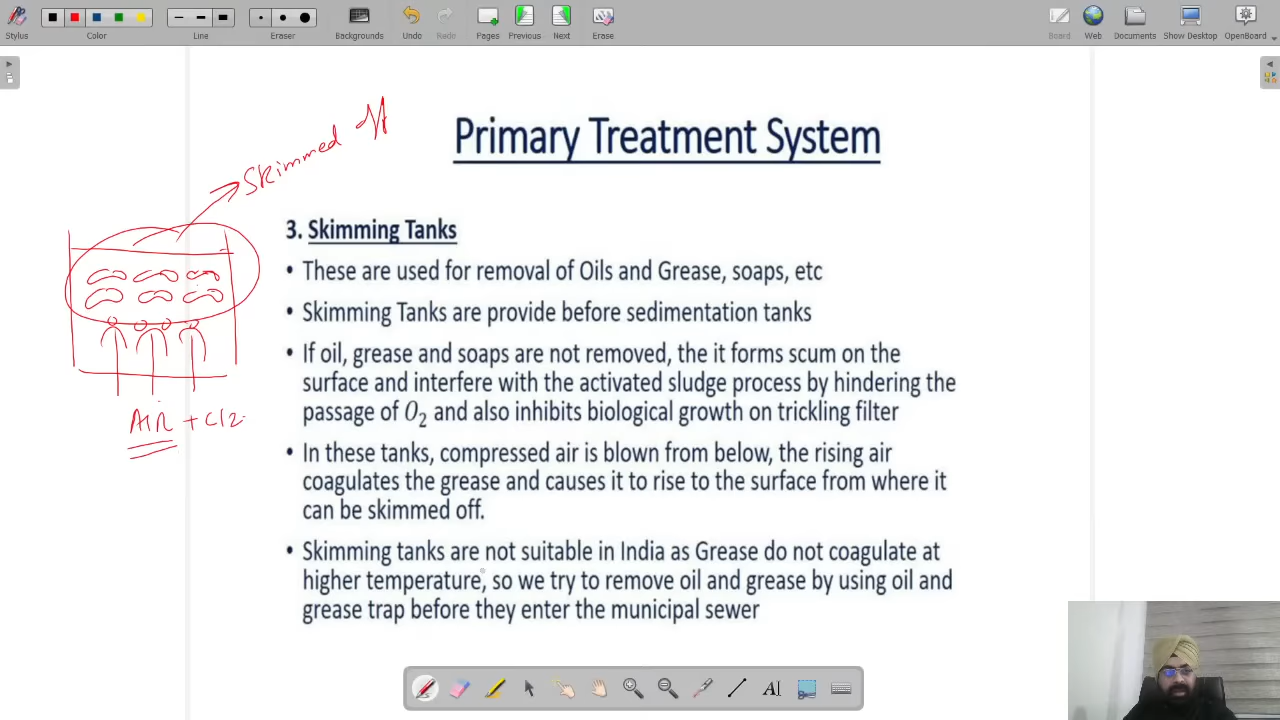 Stylus
Color
Line
Eraser
Backgrounds
Undo
Redo
Pages
Previous
Next
Erase
Board
Web
Documents
Show Desktop
OpenBoard
Skimmed off
Primary Treatment System
3. Skimming Tanks
• These are used for removal of Oils and Grease, soaps, etc
• Skimming Tanks are provide before sedimentation tanks
• If oil, grease and soaps are not removed, the it forms scum on the
surface and interfere with the activated sludge process by hindering the
passage of O₂ and also inhibits biological growth on trickling filter
• In these tanks, compressed air is blown from below, the rising air
coagulates the grease and causes it to rise to the surface from where it
can be skimmed off.
• Skimming tanks are not suitable in India as Grease do not coagulate at
higher temperature, so we try to remove oil and grease by using oil and
grease trap before they enter the municipal sewer
AIR + Cl2